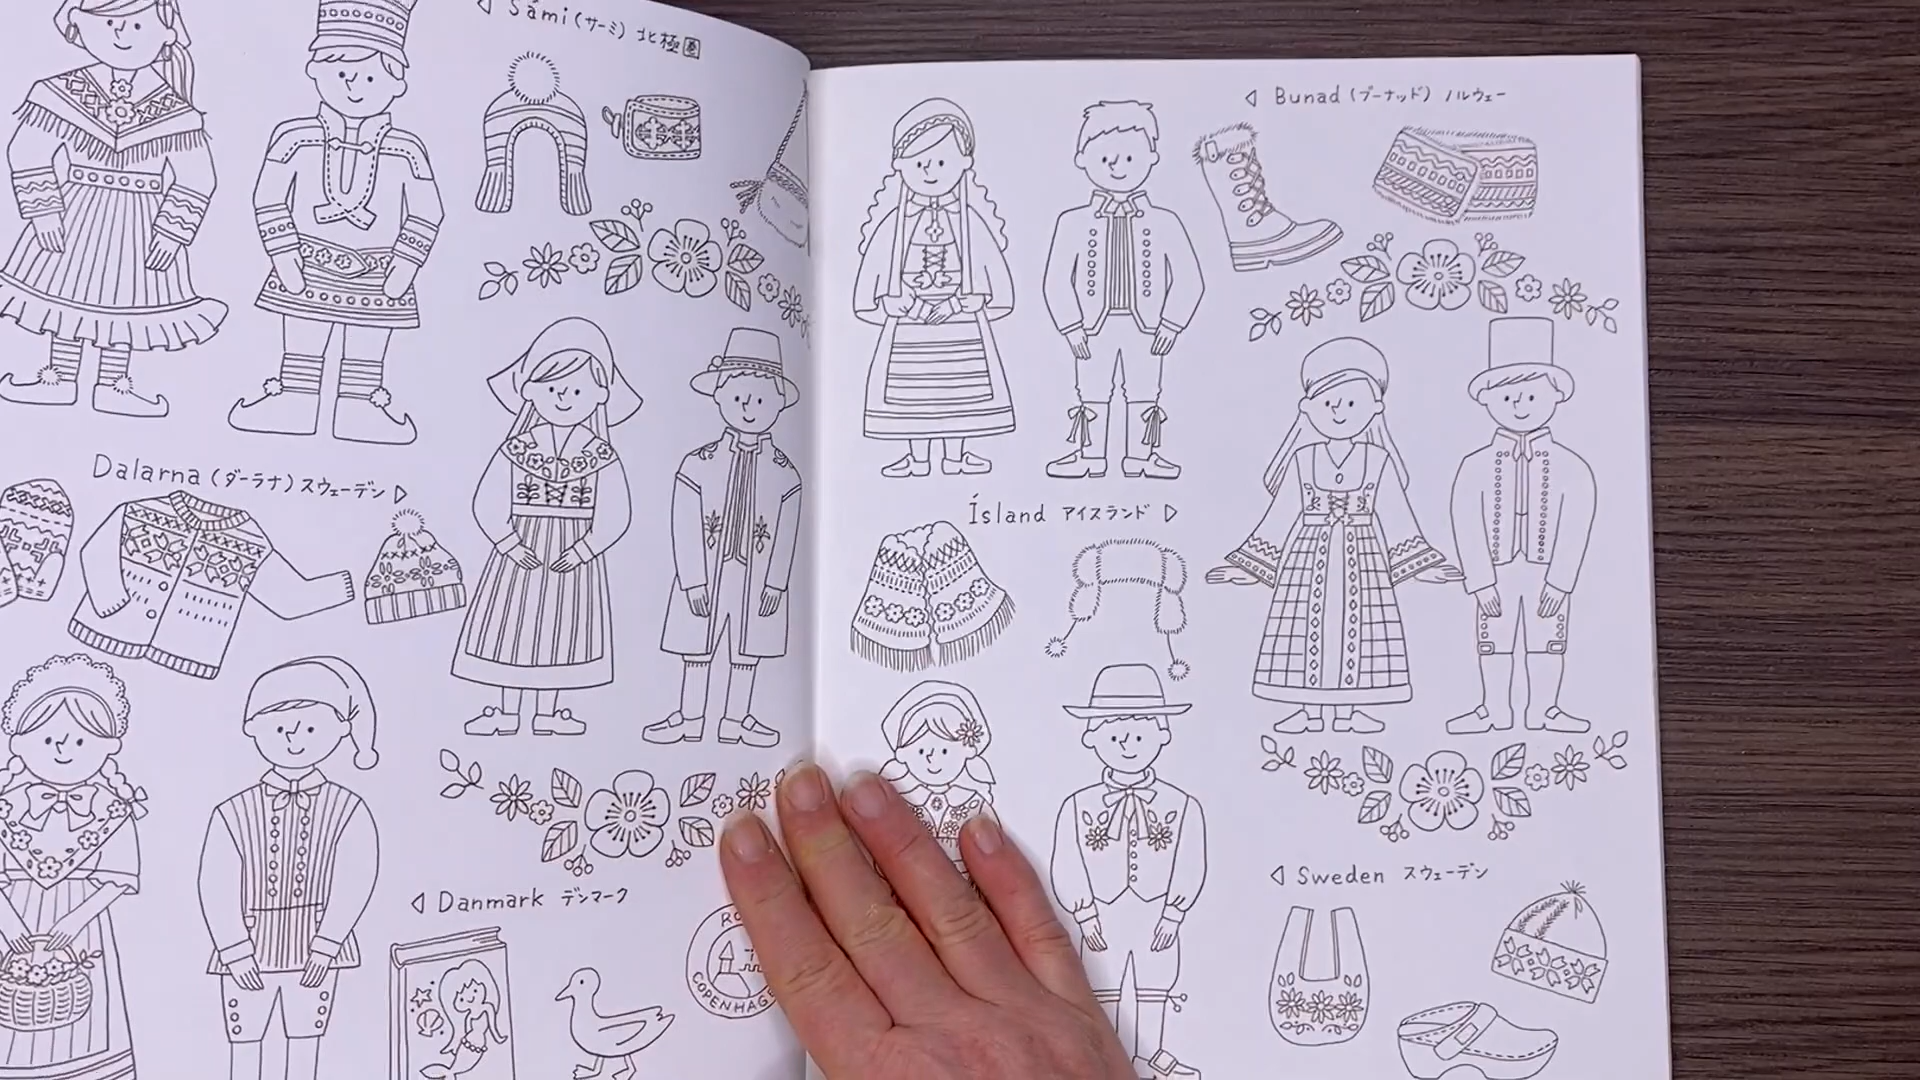 ◁ Sámi (サーミ) 北極圏
Dalarna (ダーラナ) スウェーデン ▷
◁ Danmark デンマーク
COPENHAG
◁ Bunad (ブーナッド) ノルウェー
Ísland アイスランド ▷
◁ Sweden スウェーデン